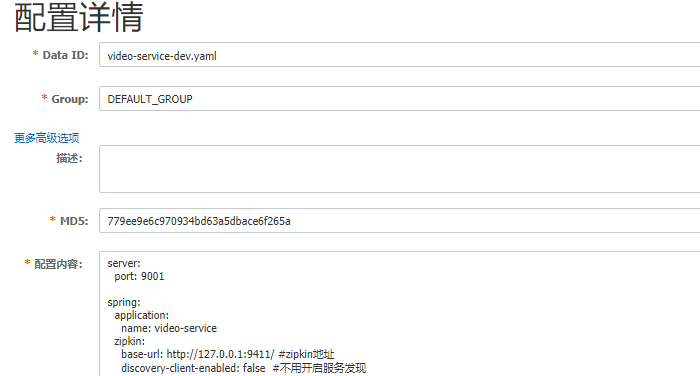 配置详情
* Data ID: video-service-dev.yaml
* Group: DEFAULT_GROUP
更多高级选项
描述:
* MD5: 779ee9e6c970934bd63a5dbace6f265a
* 配置内容: server:
port: 9001
spring:
application:
name: video-service
zipkin:
base-url: http://127.0.0.1:9411/ #zipkin地址
discovery-client-enabled: false #不用开启服务发现